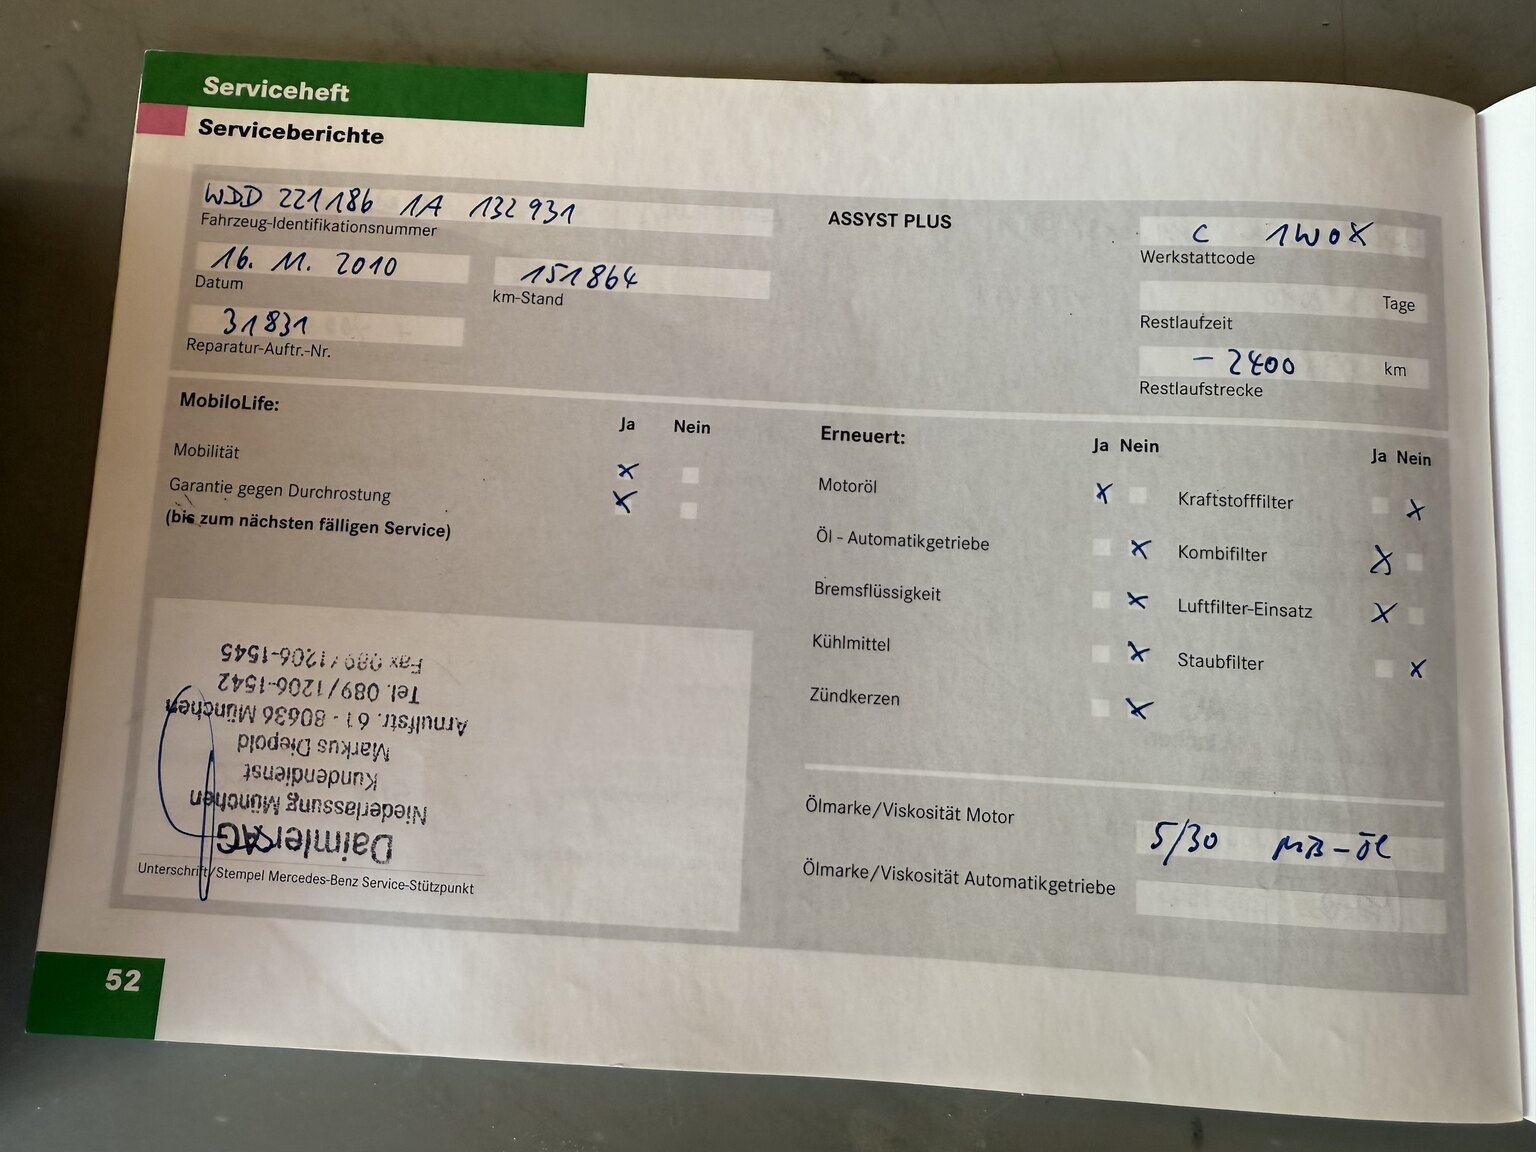 Serviceheft
Serviceberichte
WDD 221186 1A 132931
Fahrzeug-Identifikationsnummer
16. 11. 2010
Datum
151864
km-Stand
31831
Reparatur-Auftr.-Nr.
ASSYST PLUS
C 1W0X
Werkstattcode
Tage
Restlaufzeit
- 2400 km
Restlaufstrecke
MobiloLife:
Ja Nein
Mobilität X
Garantie gegen Durchrostung X
(bis zum nächsten fälligen Service)
Erneuert:
Ja Nein
Motoröl X
Öl - Automatikgetriebe X
Bremsflüssigkeit X
Kühlmittel X
Zündkerzen X
Ja Nein
Kraftstofffilter X
Kombifilter X
Luftfilter-Einsatz X
Staubfilter X
Ölmarke/Viskosität Motor
5/30 MB-Öl
Ölmarke/Viskosität Automatikgetriebe
Daimler AG
Niederlassung München
Kundendienst
Markus Diepold
Arnulfstr. 61 - 80636 München
Tel. 089/1206-1542
Fax 089/1206-1545
Unterschrift/Stempel Mercedes-Benz Service-Stützpunkt
52